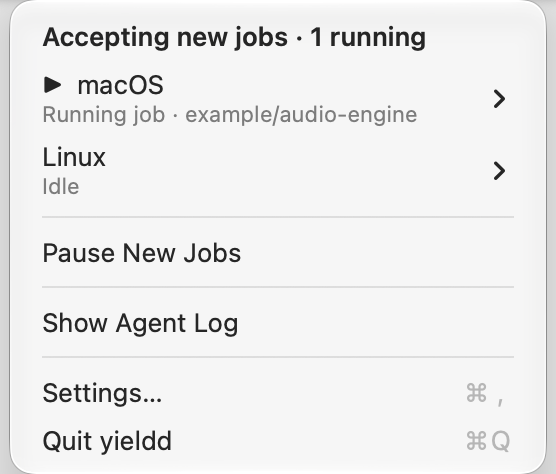 Accepting new jobs · 1 running
macOS
Running job · example/audio-engine
Linux
Idle
Pause New Jobs
Show Agent Log
Settings... ⌘ ,
Quit yieldd ⌘Q